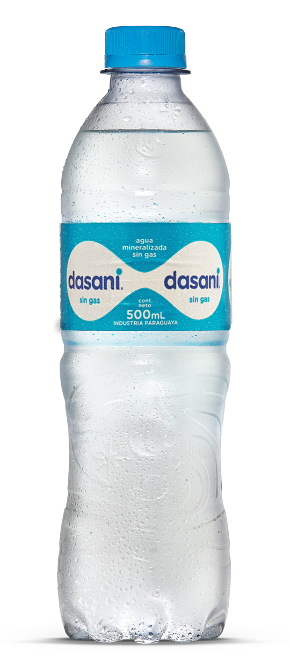 agua
mineralizada
sin gas
dasani.
dasani.
sin gas
sin gas
cont.
neto
500mL
INDUSTRIA PARAGUAYA